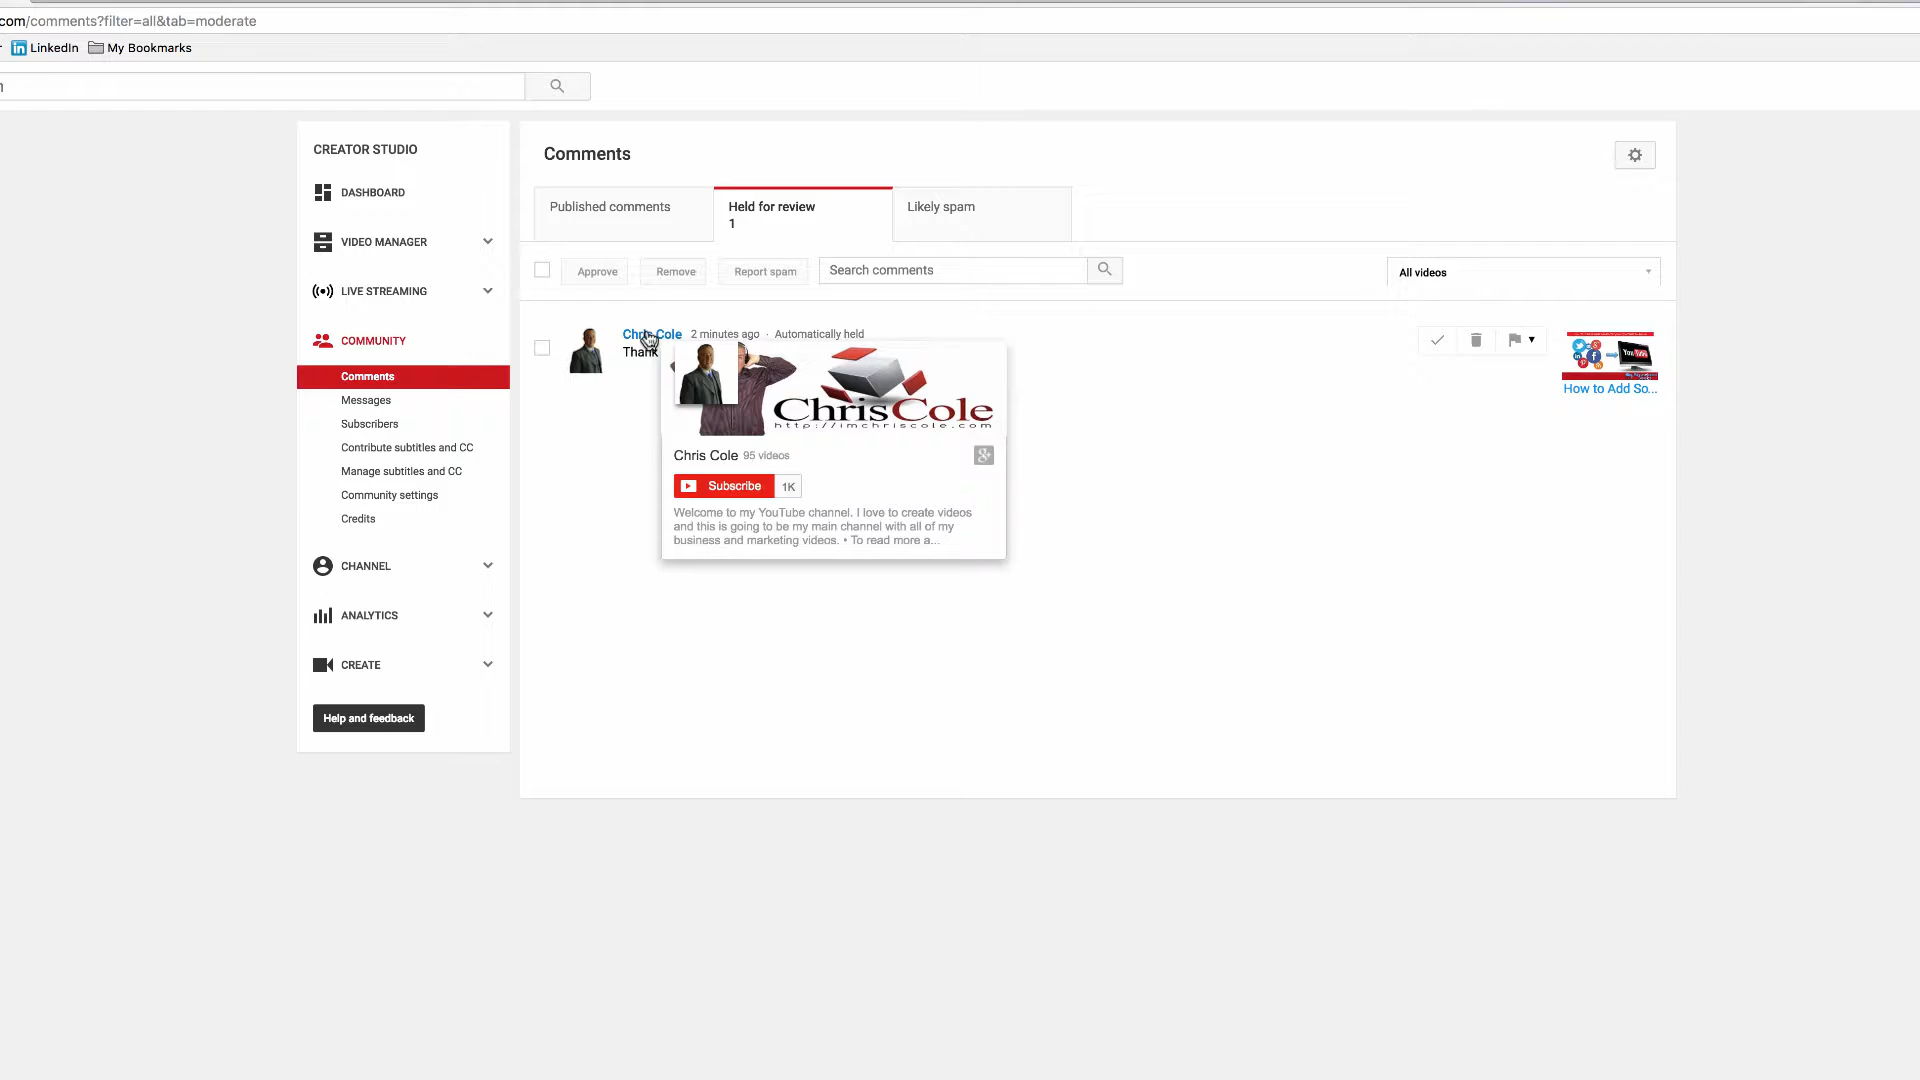 com/comments?filter=all&tab=moderate
LinkedIn My Bookmarks
CREATOR STUDIO
DASHBOARD
VIDEO MANAGER
LIVE STREAMING
COMMUNITY
Comments
Messages
Subscribers
Contribute subtitles and CC
Manage subtitles and CC
Community settings
Credits
CHANNEL
ANALYTICS
CREATE
Help and feedback
Comments
Published comments
Held for review
1
Likely spam
Approve
Remove
Report spam
Search comments
All videos
Chris Cole 2 minutes ago · Automatically held
Thank
ChrisCole
http://imchriscole.com
Chris Cole 95 videos
Subscribe 1K
Welcome to my YouTube channel. I love to create videos
and this is going to be my main channel with all of my
business and marketing videos. • To read more a...
How to Add So...